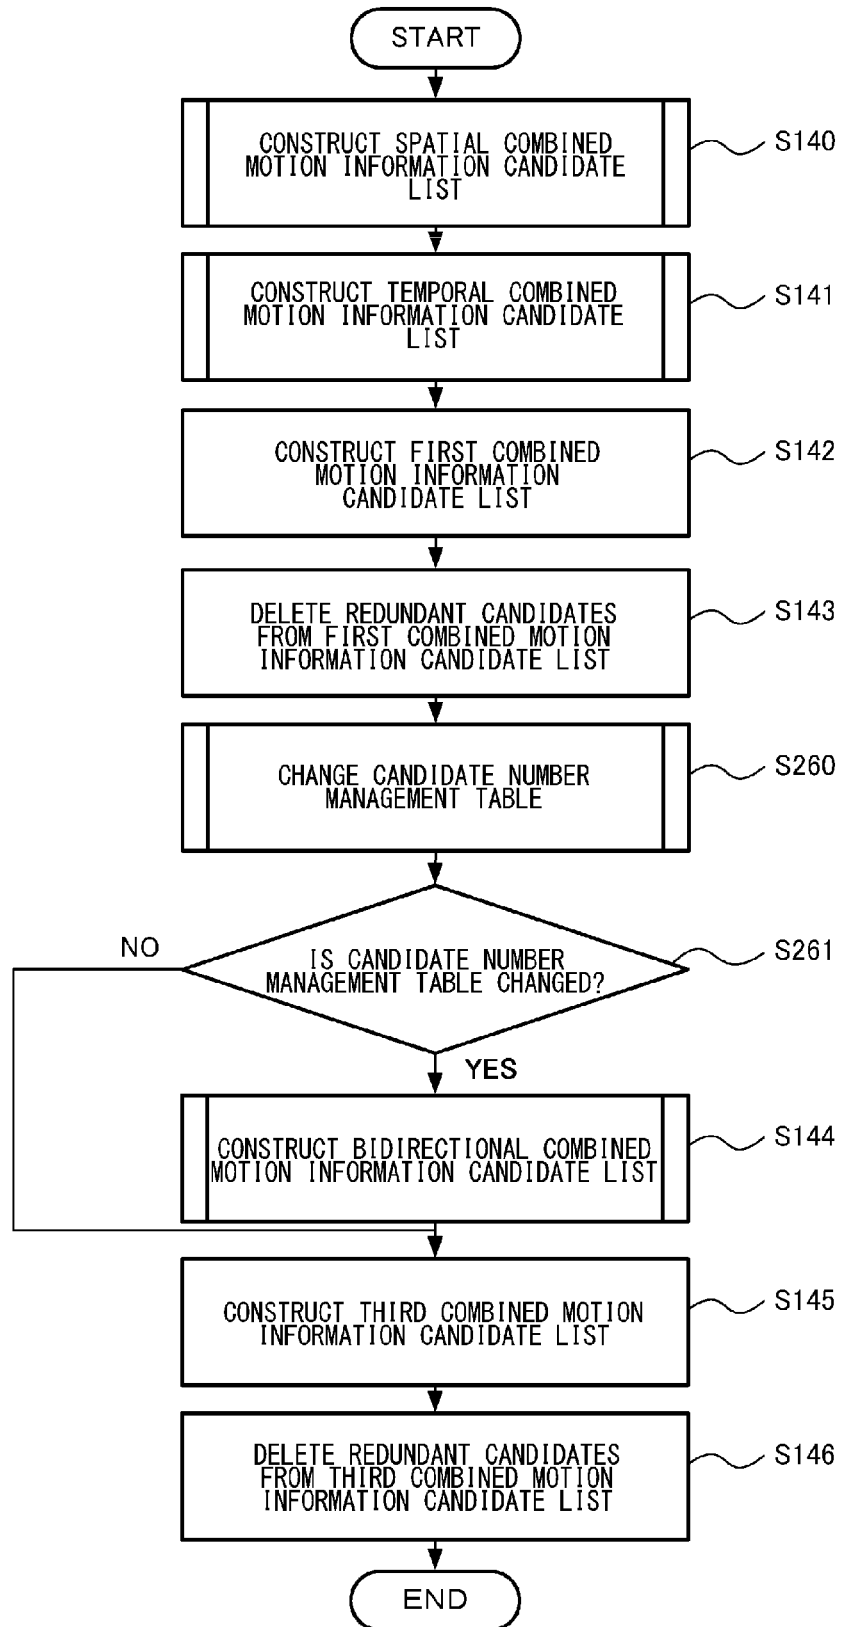 START
CONSTRUCT SPATIAL COMBINED
MOTION INFORMATION CANDIDATE
LIST
S140
CONSTRUCT TEMPORAL COMBINED
MOTION INFORMATION CANDIDATE
LIST
S141
CONSTRUCT FIRST COMBINED
MOTION INFORMATION
CANDIDATE LIST
S142
DELETE REDUNDANT CANDIDATES
FROM FIRST COMBINED MOTION
INFORMATION CANDIDATE LIST
S143
CHANGE CANDIDATE NUMBER
MANAGEMENT TABLE
S260
NO
IS CANDIDATE NUMBER
MANAGEMENT TABLE CHANGED?
S261
YES
CONSTRUCT BIDIRECTIONAL COMBINED
MOTION INFORMATION CANDIDATE LIST
S144
CONSTRUCT THIRD COMBINED MOTION
INFORMATION CANDIDATE LIST
S145
DELETE REDUNDANT CANDIDATES
FROM THIRD COMBINED MOTION
INFORMATION CANDIDATE LIST
S146
END